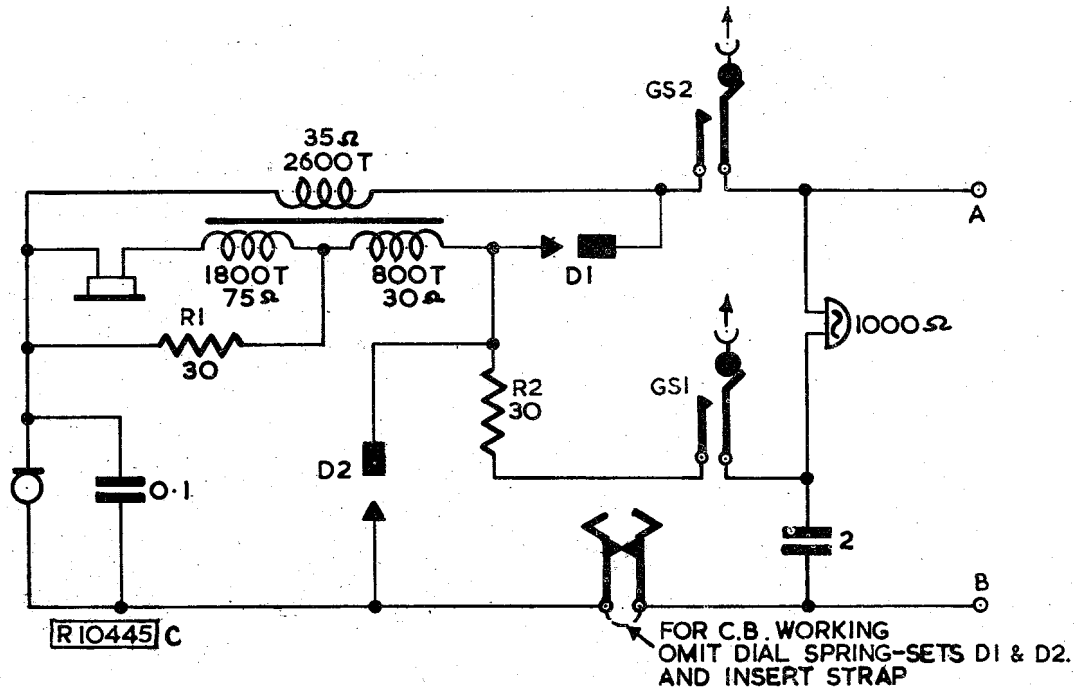 GS2
35Ω
2600T
A
1800T
75Ω
800T
30Ω
D1
R1
30
1000Ω
R2
30
GS1
D2
0·1
2
B
R10445 C
FOR C.B. WORKING
OMIT DIAL SPRING-SETS D1 & D2.
AND INSERT STRAP